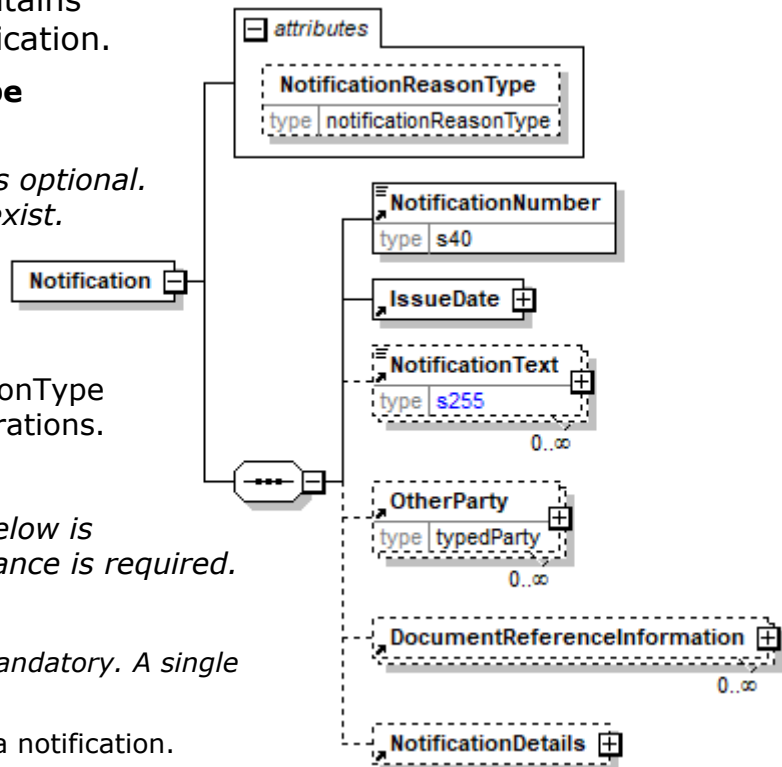 ntains
ication.
pe
s optional.
exist.
onType
rations.
elow is
ance is required.
andatory. A single
a notification.
attributes
NotificationReasonType
type notificationReasonType
Notification
NotificationNumber
type s40
IssueDate
NotificationText
type s255
0..∞
OtherParty
type typedParty
0..∞
DocumentReferenceInformation
0..∞
NotificationDetails